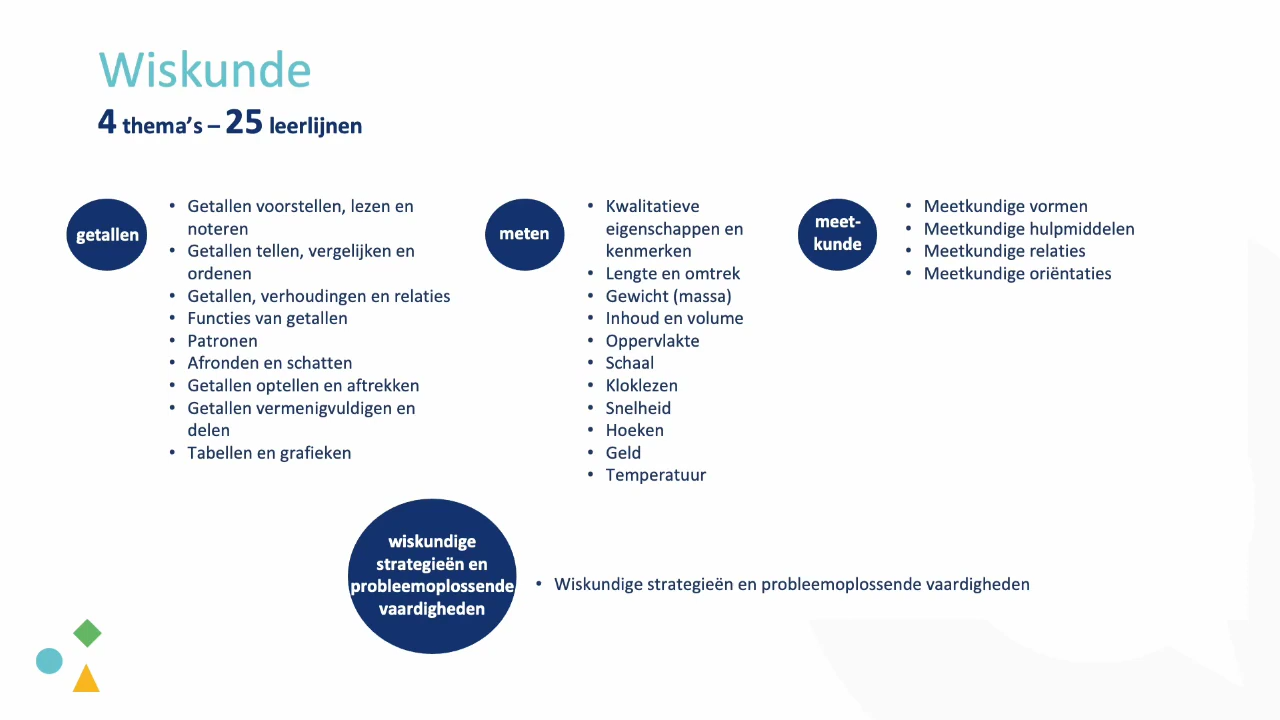 Wiskunde
4 thema's – 25 leerlijnen
getallen
• Getallen voorstellen, lezen en
noteren
• Getallen tellen, vergelijken en
ordenen
• Getallen, verhoudingen en relaties
• Functies van getallen
• Patronen
• Afronden en schatten
• Getallen optellen en aftrekken
• Getallen vermenigvuldigen en
delen
• Tabellen en grafieken
meten
• Kwalitatieve
eigenschappen en
kenmerken
• Lengte en omtrek
• Gewicht (massa)
• Inhoud en volume
• Oppervlakte
• Schaal
• Kloklezen
• Snelheid
• Hoeken
• Geld
• Temperatuur
meet-
kunde
• Meetkundige vormen
• Meetkundige hulpmiddelen
• Meetkundige relaties
• Meetkundige oriëntaties
wiskundige
strategieën en
probleemoplossende
vaardigheden
• Wiskundige strategieën en probleemoplossende vaardigheden